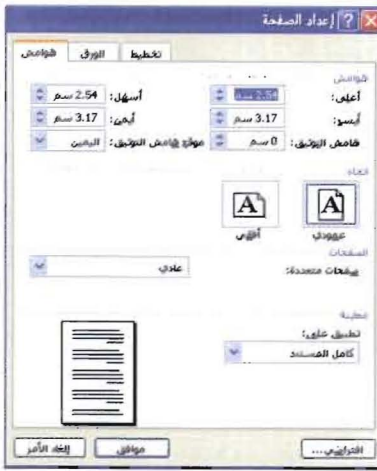 إعداد الصفحة
هوامش الورق تخطيط
هوامش
أعلى: 2.54 سم أسفل: 2.54 سم
أيسر: 3.17 سم أيمن: 3.17 سم
هامش التوثيق: 0 سم موقع هامش التوثيق: اليمين
اتجاه
A A
عمودي أفقي
الصفحات
صفحات متعددة: عادي
معاينة
تطبيق على:
كامل المستند
افتراضي... موافق إلغاء الأمر